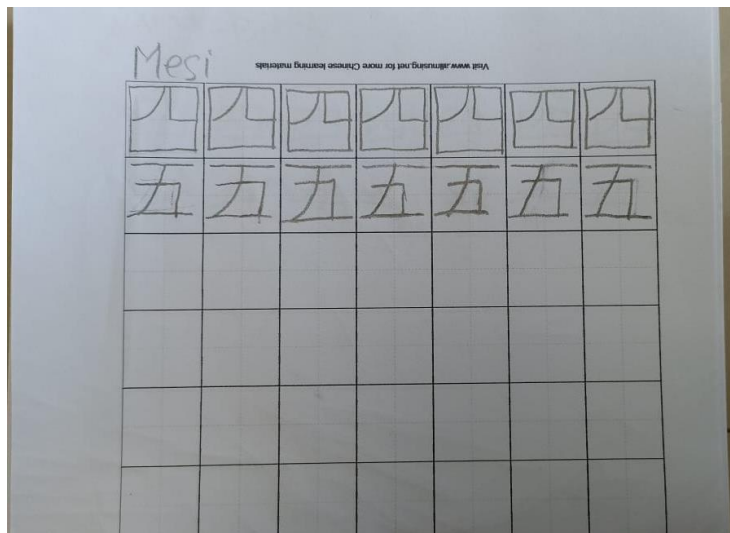 Mesi
Visit www.allmusing.net for more Chinese learning materials
四 四 四 四 四 四 四
五 五 五 五 五 五 五